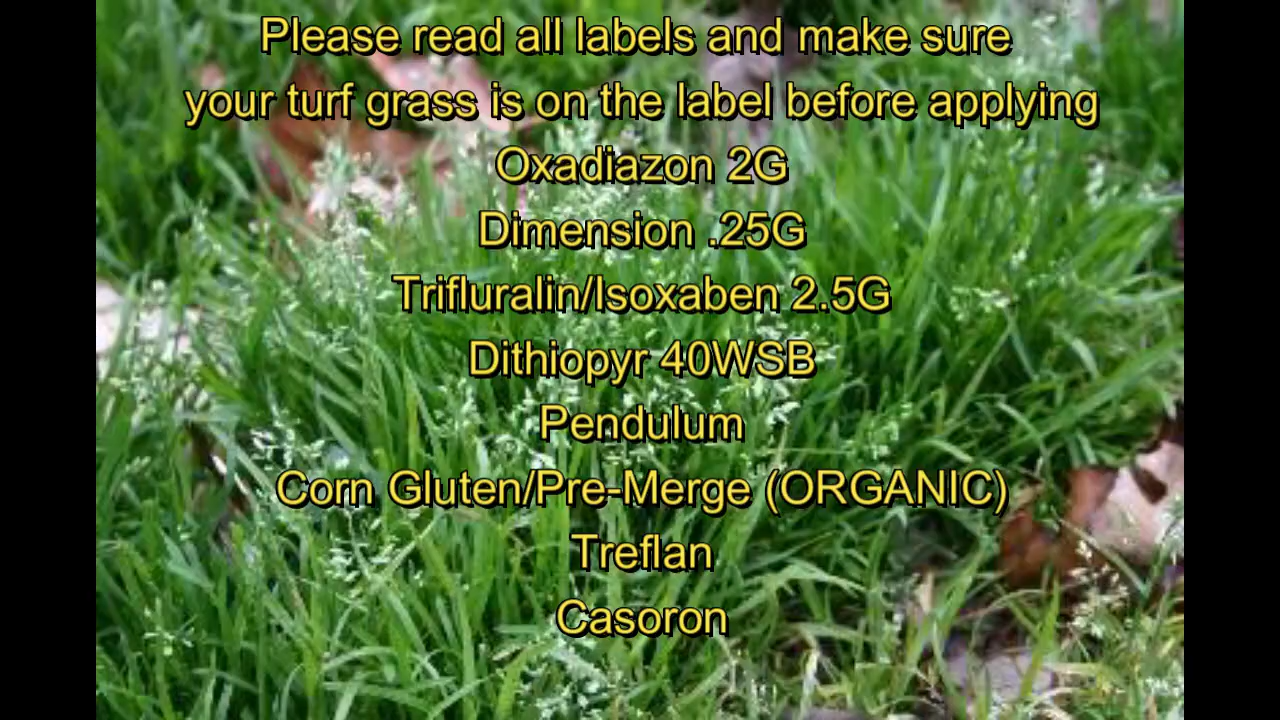 Please read all labels and make sure
your turf grass is on the label before applying
Oxadiazon 2G
Dimension .25G
Trifluralin/Isoxaben 2.5G
Dithiopyr 40WSB
Pendulum
Corn Gluten/Pre-Merge (ORGANIC)
Treflan
Casoron